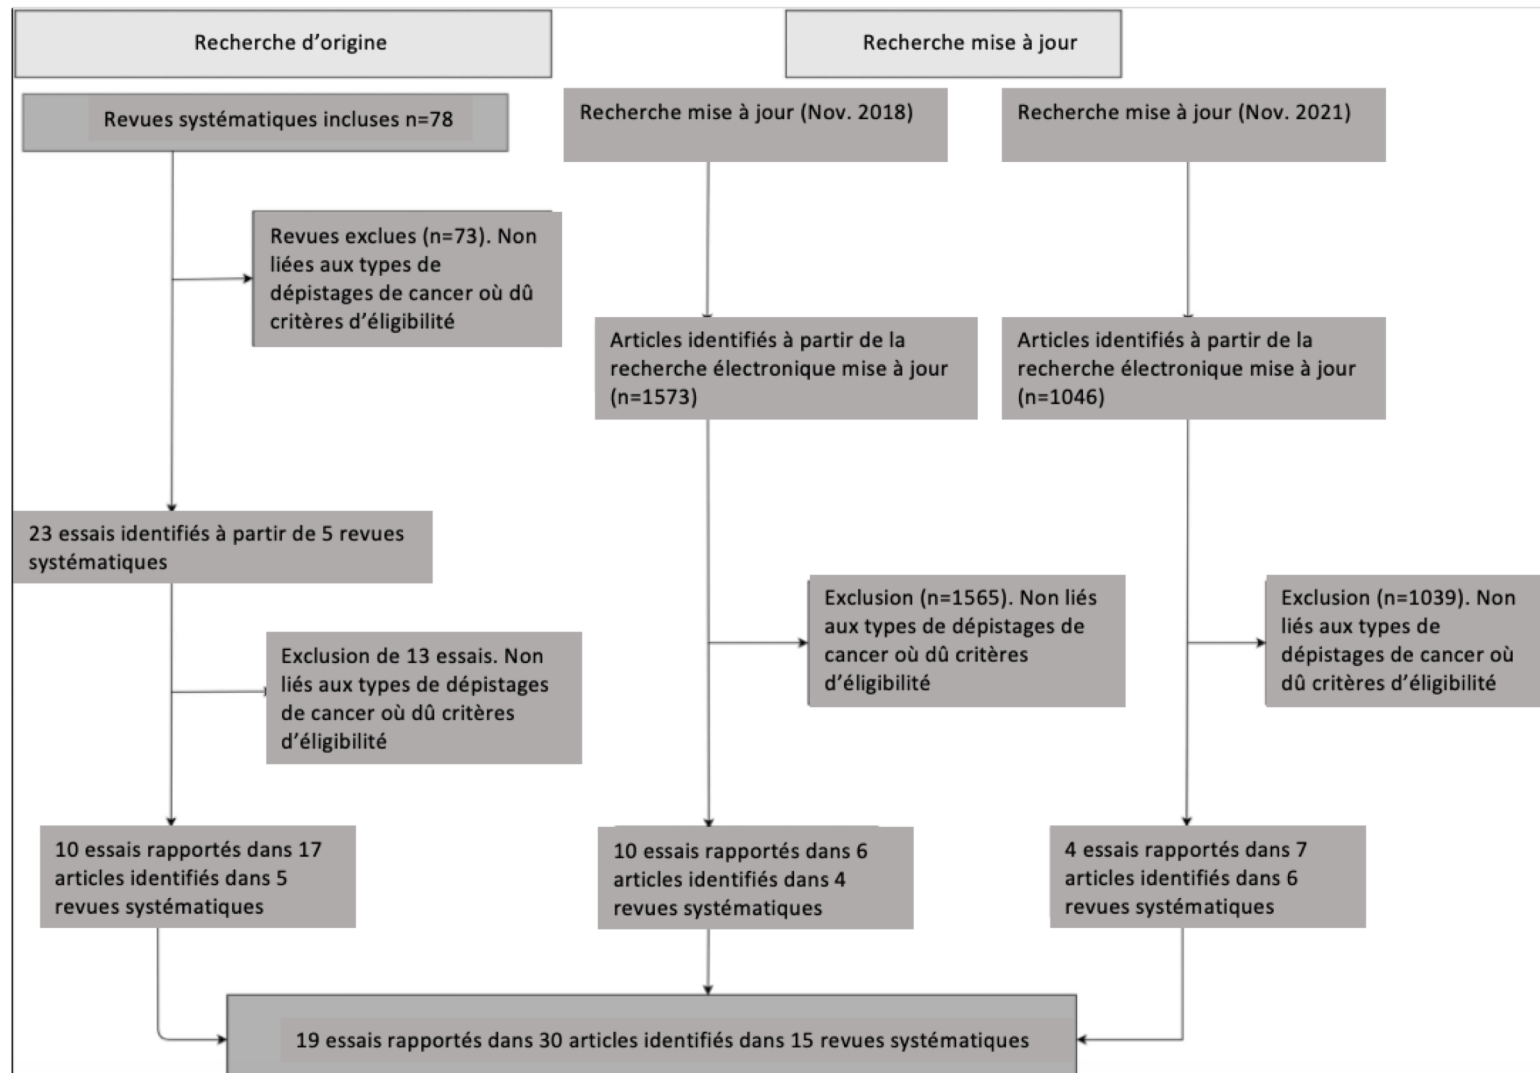 Recherche d'origine
Recherche mise à jour
Revues systématiques incluses n=78
Recherche mise à jour (Nov. 2018)
Recherche mise à jour (Nov. 2021)
Revues exclues (n=73). Non
liées aux types de
dépistages de cancer où dû
critères d'éligibilité
Articles identifiés à partir de la
recherche électronique mise à jour
(n=1573)
Articles identifiés à partir de la
recherche électronique mise à jour
(n=1046)
23 essais identifiés à partir de 5 revues
systématiques
Exclusion (n=1565). Non liés
aux types de dépistages de
cancer où dû critères
d'éligibilité
Exclusion (n=1039). Non
liés aux types de
dépistages de cancer où
dû critères d'éligibilité
Exclusion de 13 essais. Non
liés aux types de dépistages
de cancer où dû critères
d'éligibilité
10 essais rapportés dans 17
articles identifiés dans 5
revues systématiques
10 essais rapportés dans 6
articles identifiés dans 4
revues systématiques
4 essais rapportés dans 7
articles identifiés dans 6
revues systématiques
19 essais rapportés dans 30 articles identifiés dans 15 revues systématiques